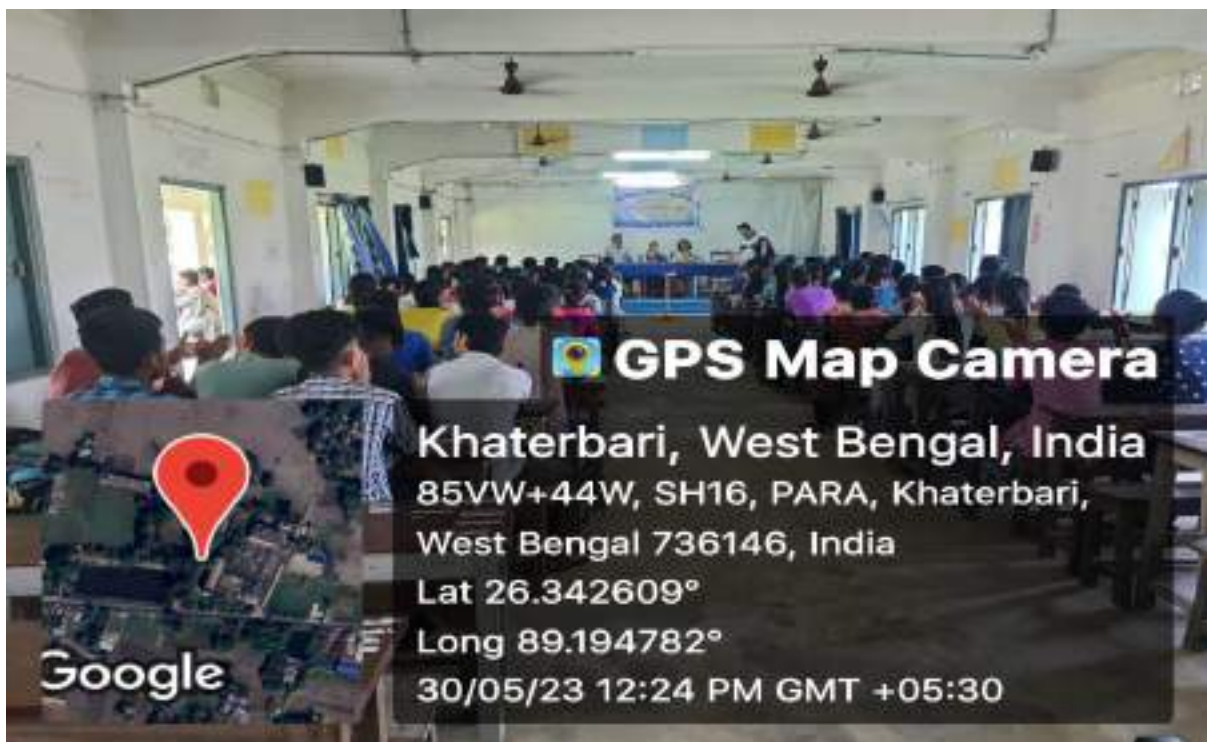 GPS Map Camera
Khaterbari, West Bengal, India
85VW+44W, SH16, PARA, Khaterbari,
West Bengal 736146, India
Lat 26.342609°
Long 89.194782°
30/05/23 12:24 PM GMT +05:30
Google